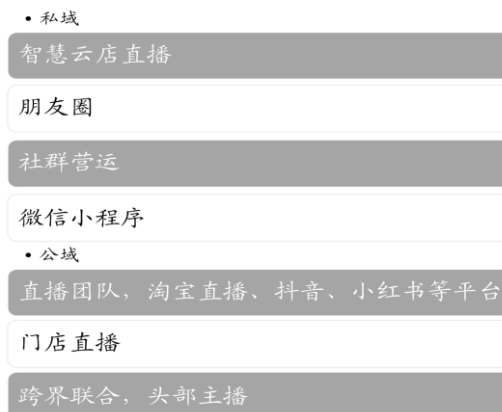 • 私域
智慧云店直播
朋友圈
社群营运
微信小程序
• 公域
直播团队，淘宝直播、抖音、小红书等平台
门店直播
跨界联合，头部主播